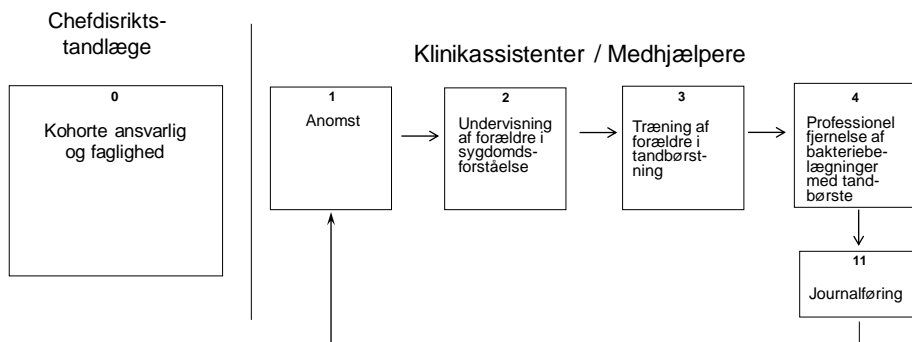 Chefdisrikts-
tandlæge
Klinikassistenter / Medhjælpere
0
Kohorte ansvarlig
og faglighed
1
Anomst
2
Undervisning
af forældre i
sygdomds-
forståelse
3
Træning af
forældre i
tandbørst-
ning
4
Professionel
fjernelse af
bakteriebe-
lægninger
med tand-
børste
11
Journalføring